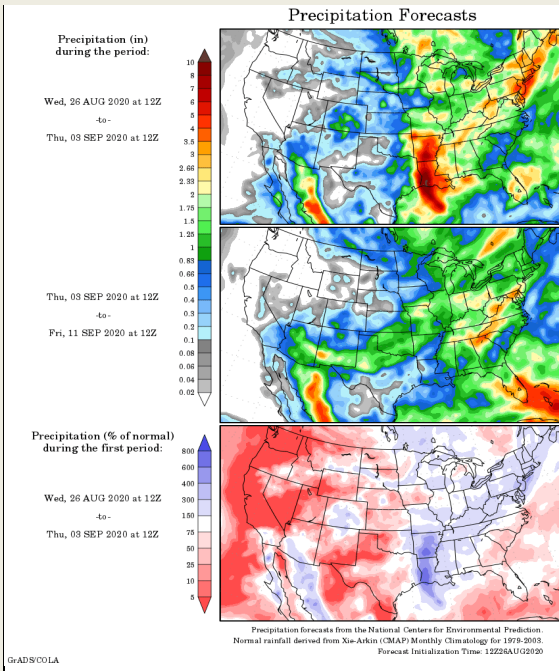 Precipitation Forecasts
Precipitation (in)
during the period:
Wed, 26 AUG 2020 at 12Z
-to-
Thu, 03 SEP 2020 at 12Z
10
8
7
6
5
4
3.5
3
2.66
2.33
2
1.75
1.5
1.25
1
0.83
0.66
0.5
0.4
0.3
0.2
0.1
0.08
0.06
0.04
0.02
Thu, 03 SEP 2020 at 12Z
-to-
Fri, 11 SEP 2020 at 12Z
Precipitation (% of normal)
during the first period:
Wed, 26 AUG 2020 at 12Z
-to-
Thu, 03 SEP 2020 at 12Z
800
600
400
300
150
75
50
25
10
5
Precipitation forecasts from the National Centers for Environmental Prediction.
Normal rainfall derived from Xie-Arkin (CMAP) Monthly Climatology for 1979-2003.
Forecast Initialization Time: 12Z26AUG2020
GrADS/COLA